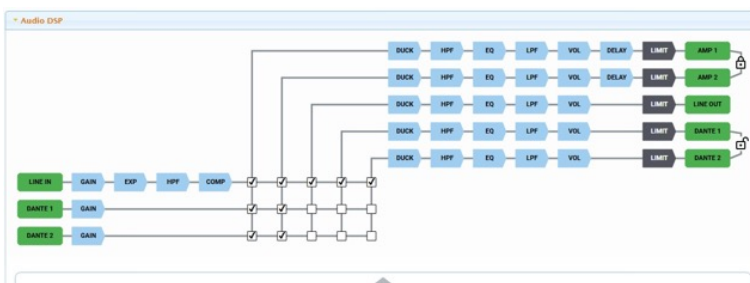 Audio DSP
DUCK HPF EQ LPF VOL DELAY LIMIT AMP 1
DUCK HPF EQ LPF VOL DELAY LIMIT AMP 2
DUCK HPF EQ LPF VOL LIMIT LINE OUT
DUCK HPF EQ LPF VOL LIMIT DANTE 1
DUCK HPF EQ LPF VOL LIMIT DANTE 2
LINE IN GAIN EXP HPF COMP
DANTE 1 GAIN
DANTE 2 GAIN